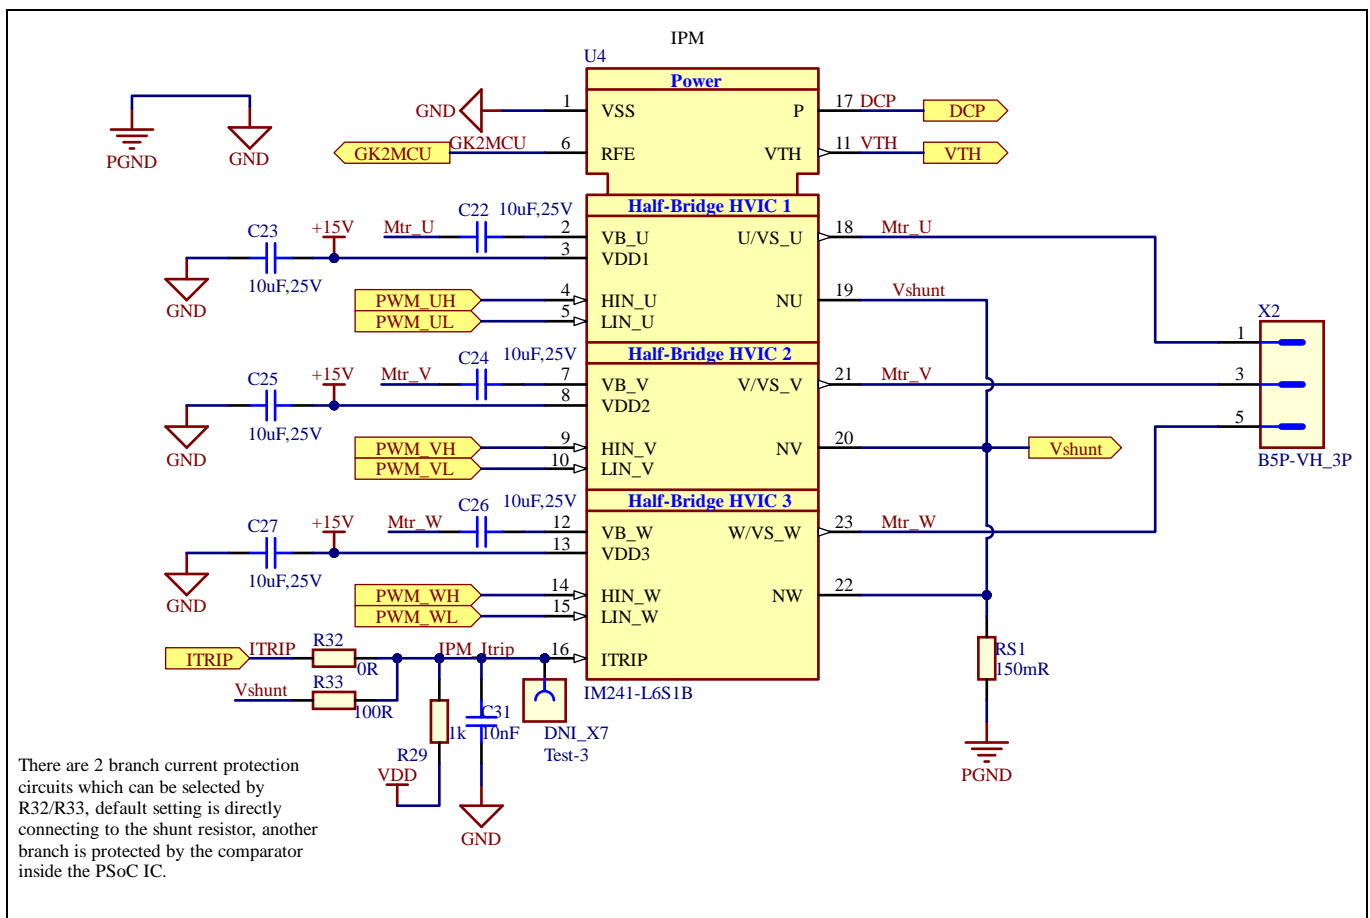 IPM
U4
Power
GND
1
VSS
P
17
DCP
DCP
PGND
GND
GK2MCU
GK2MCU
6
RFE
VTH
11
VTH
VTH
Half-Bridge HVIC 1
C22
10uF,25V
Mtr_U
2
VB_U
U/VS_U
18
Mtr_U
C23
+15V
3
VDD1
10uF,25V
GND
PWM_UH
4
HIN_U
NU
19
Vshunt
PWM_UL
5
LIN_U
X2
1
Half-Bridge HVIC 2
C24
10uF,25V
Mtr_V
7
VB_V
V/VS_V
21
Mtr_V
3
C25
+15V
8
VDD2
10uF,25V
GND
5
PWM_VH
9
HIN_V
NV
20
Vshunt
B5P-VH_3P
PWM_VL
10
LIN_V
Half-Bridge HVIC 3
C26
10uF,25V
Mtr_W
12
VB_W
W/VS_W
23
Mtr_W
C27
+15V
13
VDD3
10uF,25V
GND
PWM_WH
14
HIN_W
NW
22
PWM_WL
15
LIN_W
ITRIP
ITRIP
R32
0R
IPM_Itrip
16
ITRIP
RS1
150mR
Vshunt
R33
100R
IM241-L6S1B
C31
10nF
1k
R29
DNI_X7
Test-3
VDD
GND
PGND
There are 2 branch current protection
circuits which can be selected by
R32/R33, default setting is directly
connecting to the shunt resistor, another
branch is protected by the comparator
inside the PSoC IC.